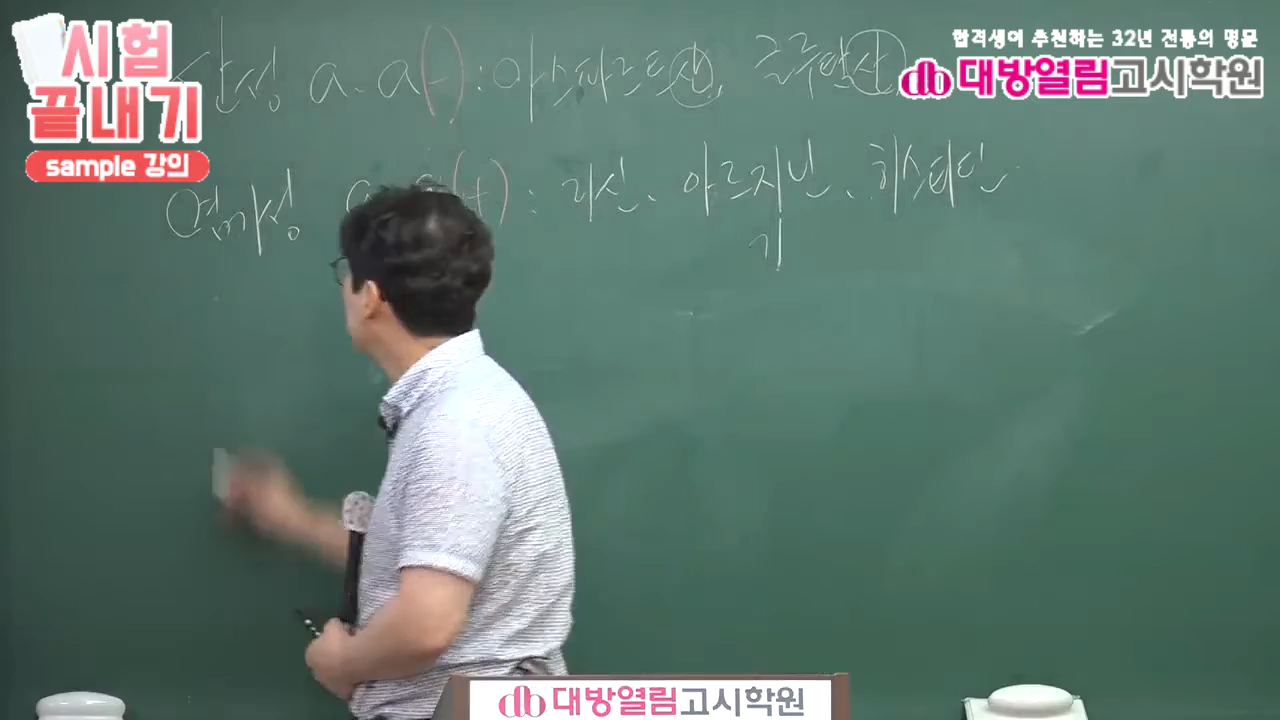 시험
끝내기
sample 강의
합격생이 추천하는 32년 전통의 명문
대방열림고시학원
산성 a.a(-) : 아스파르트산, 글루탐산
염기성 a.a(+) : 리신、아르지닌、히스티딘
기
대방열림고시학원